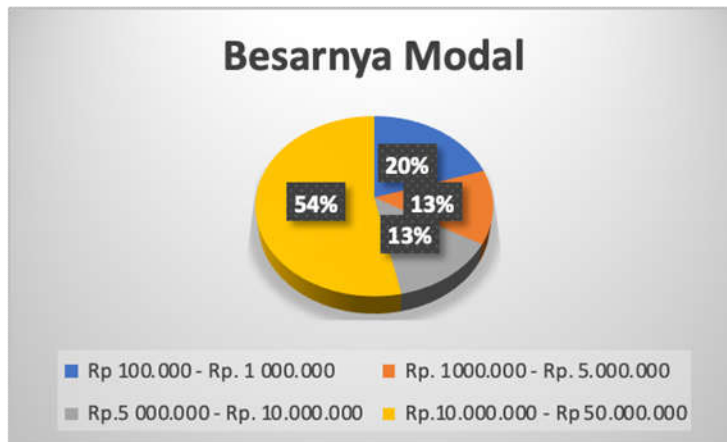 Besarnya Modal
20%
54%
13%
13%
Rp 100.000 - Rp. 1 000.000
Rp. 1000.000 - Rp. 5.000.000
Rp.5 000.000 - Rp. 10.000.000
Rp.10.000.000 - Rp 50.000.000